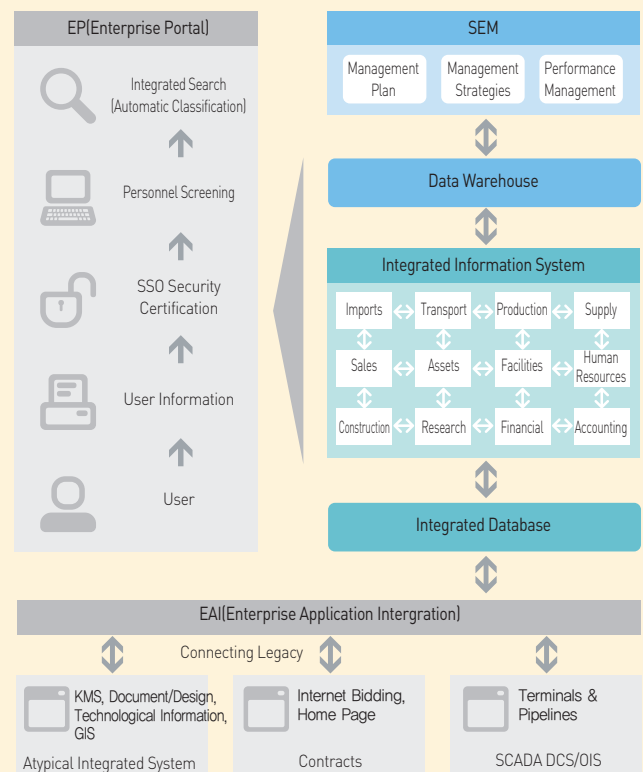 EP(Enterprise Portal)
Integrated Search
(Automatic Classification)
Personnel Screening
SSO Security
Certification
User Information
User
SEM
Management
Plan
Management
Strategies
Performance
Management
Data Warehouse
Integrated Information System
Imports
Transport
Production
Supply
Sales
Assets
Facilities
Human
Resources
Construction
Research
Financial
Accounting
Integrated Database
EAI(Enterprise Application Intergration)
Connecting Legacy
KMS, Document/Design,
Technological Information,
GIS
Atypical Integrated System
Internet Bidding,
Home Page
Contracts
Terminals &
Pipelines
SCADA DCS/OIS